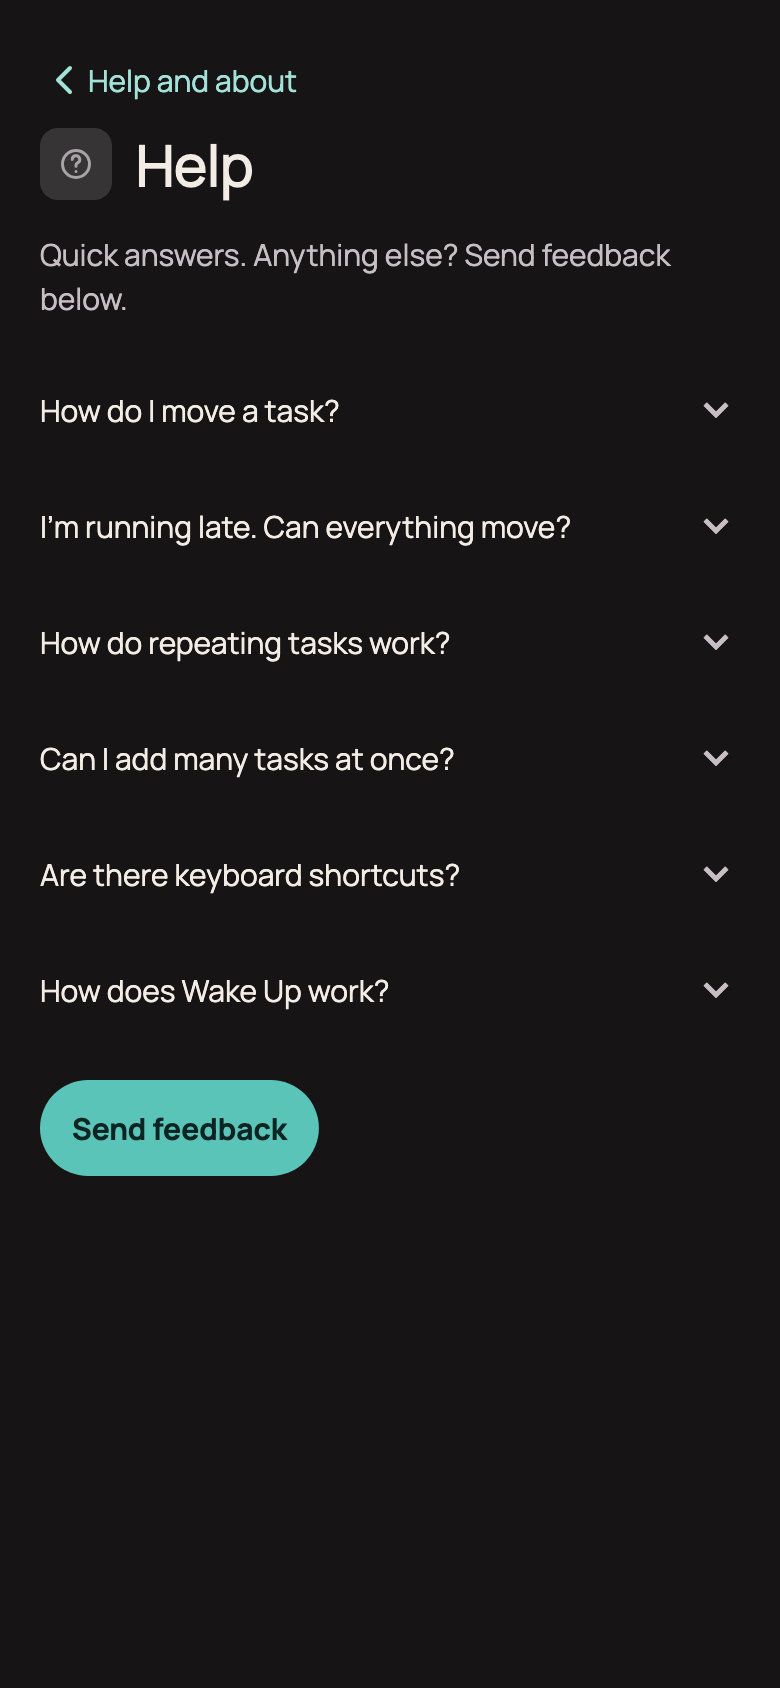 Help and about
Help
Quick answers. Anything else? Send feedback
below.
How do I move a task?
I’m running late. Can everything move?
How do repeating tasks work?
Can I add many tasks at once?
Are there keyboard shortcuts?
How does Wake Up work?
Send feedback